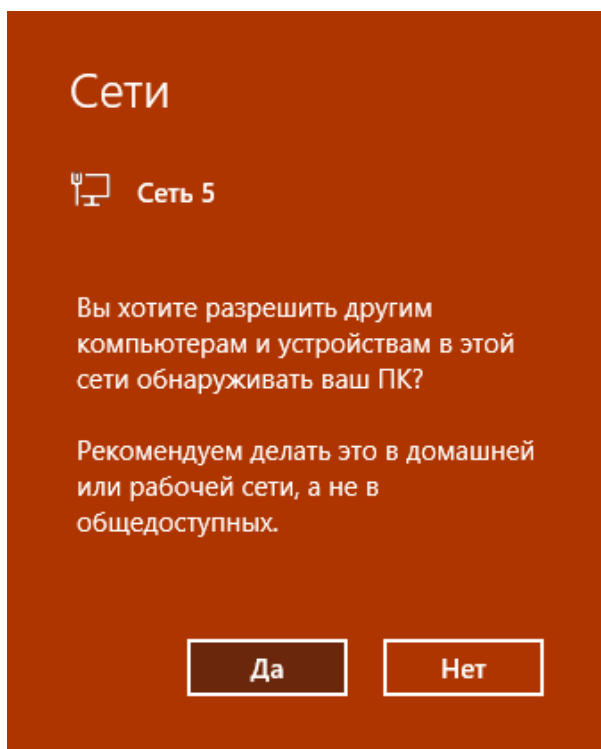 Сети
Сеть 5
Вы хотите разрешить другим
компьютерам и устройствам в этой
сети обнаруживать ваш ПК?
Рекомендуем делать это в домашней
или рабочей сети, а не в
общедоступных.
Да
Нет